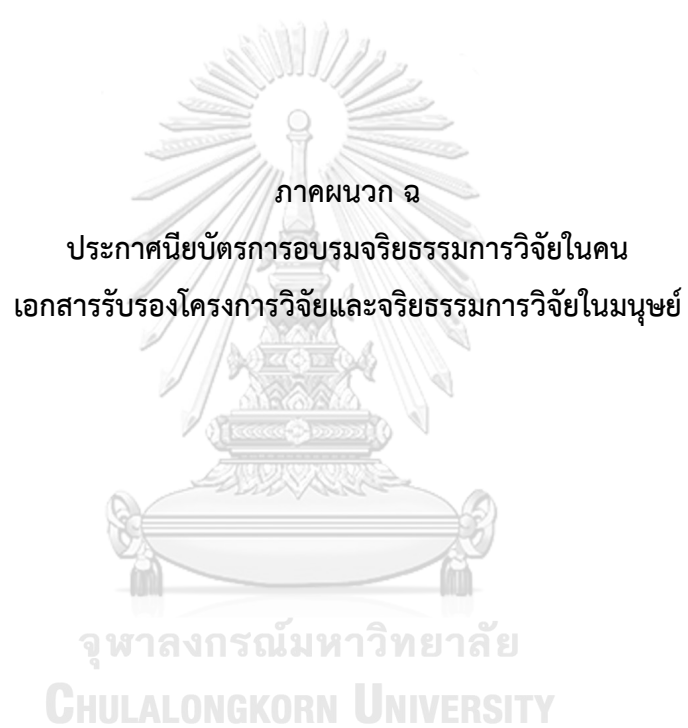 ภาคผนวก ฉ
ประกาศนียบัตรการอบรมจริยธรรมการวิจัยในคน
เอกสารรับรองโครงการวิจัยและจริยธรรมการวิจัยในมนุษย์
จุฬาลงกรณ์มหาวิทยาลัย
CHULALONGKORN UNIVERSITY